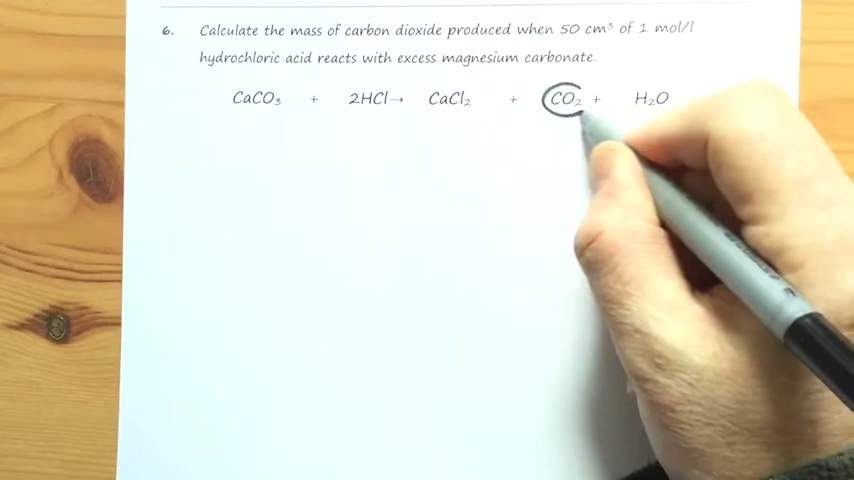 6. Calculate the mass of carbon dioxide produced when 50 cm³ of 1 mol/l
hydrochloric acid reacts with excess magnesium carbonate.
CaCO₃ + 2HCl→ CaCl₂ + CO₂ + H₂O